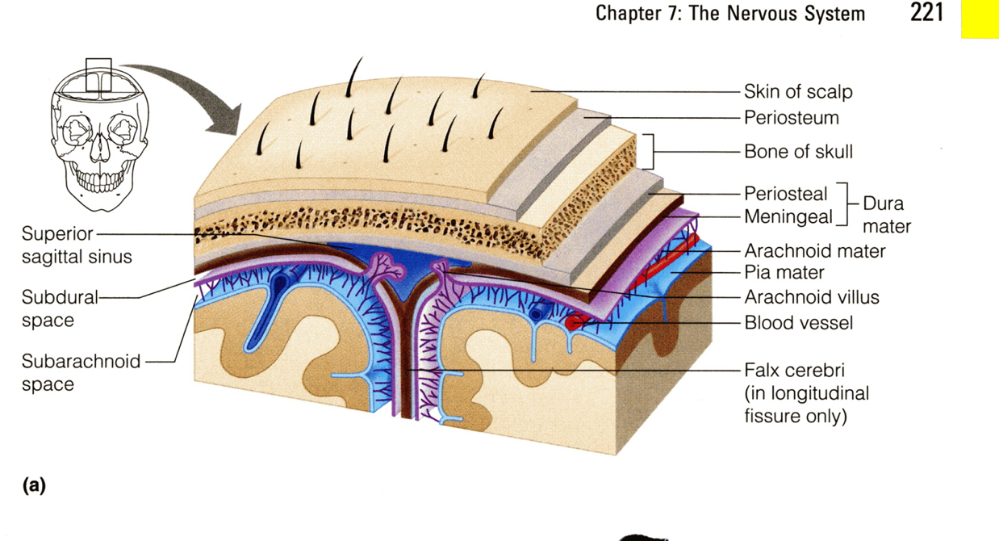 Chapter 7: The Nervous System 221
Skin of scalp
Periosteum
Bone of skull
Periosteal
Meningeal
Dura
mater
Arachnoid mater
Pia mater
Arachnoid villus
Blood vessel
Falx cerebri
(in longitudinal
fissure only)
Superior
sagittal sinus
Subdural
space
Subarachnoid
space
(a)